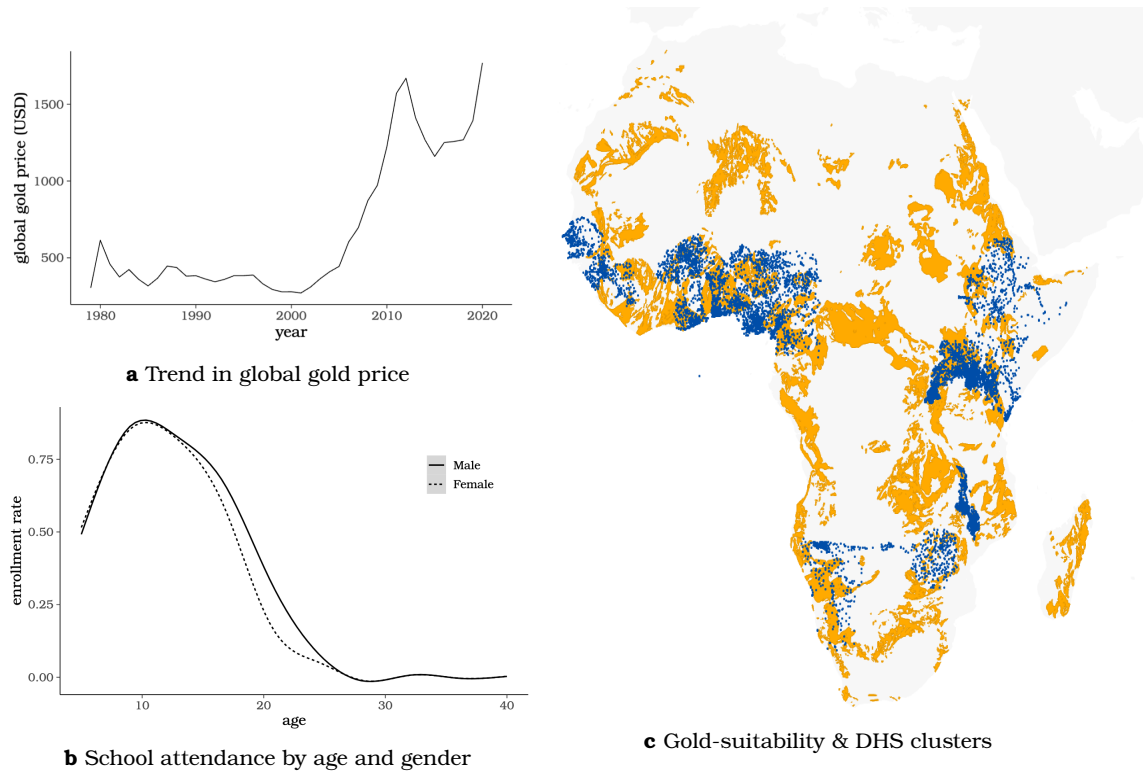 global gold price (USD)
1500
1000
500
1980
1990
2000
2010
2020
year
a Trend in global gold price
enrollment rate
0.75
0.50
0.25
0.00
10
20
30
40
age
Male
Female
b School attendance by age and gender
c Gold-suitability & DHS clusters